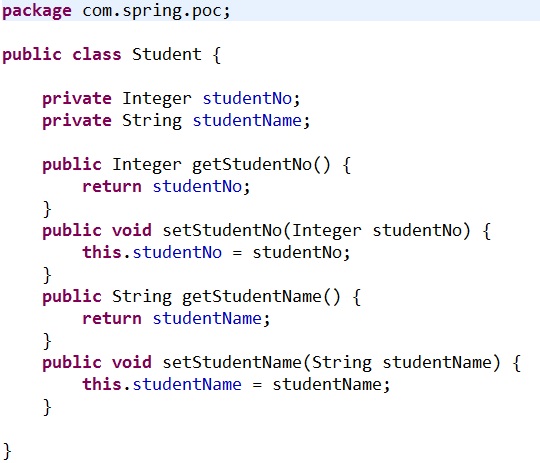 package com.spring.poc;
public class Student {
    private Integer studentNo;
    private String studentName;
    public Integer getStudentNo() {
        return studentNo;
    }
    public void setStudentNo(Integer studentNo) {
        this.studentNo = studentNo;
    }
    public String getStudentName() {
        return studentName;
    }
    public void setStudentName(String studentName) {
        this.studentName = studentName;
    }
}